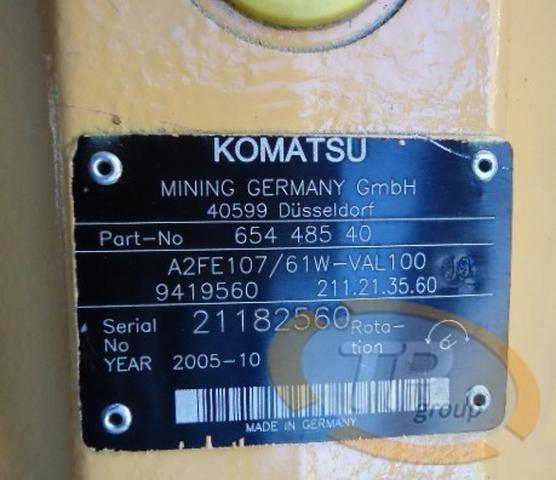 KOMATSU
MINING GERMANY GmbH
40599 Düsseldorf
Part-No 654 485 40
A2FE107/61W-VAL100
9419560 211.21.35.60
Serial No 21182560 Rota-tion
YEAR 2005-10
MADE IN GERMANY
group